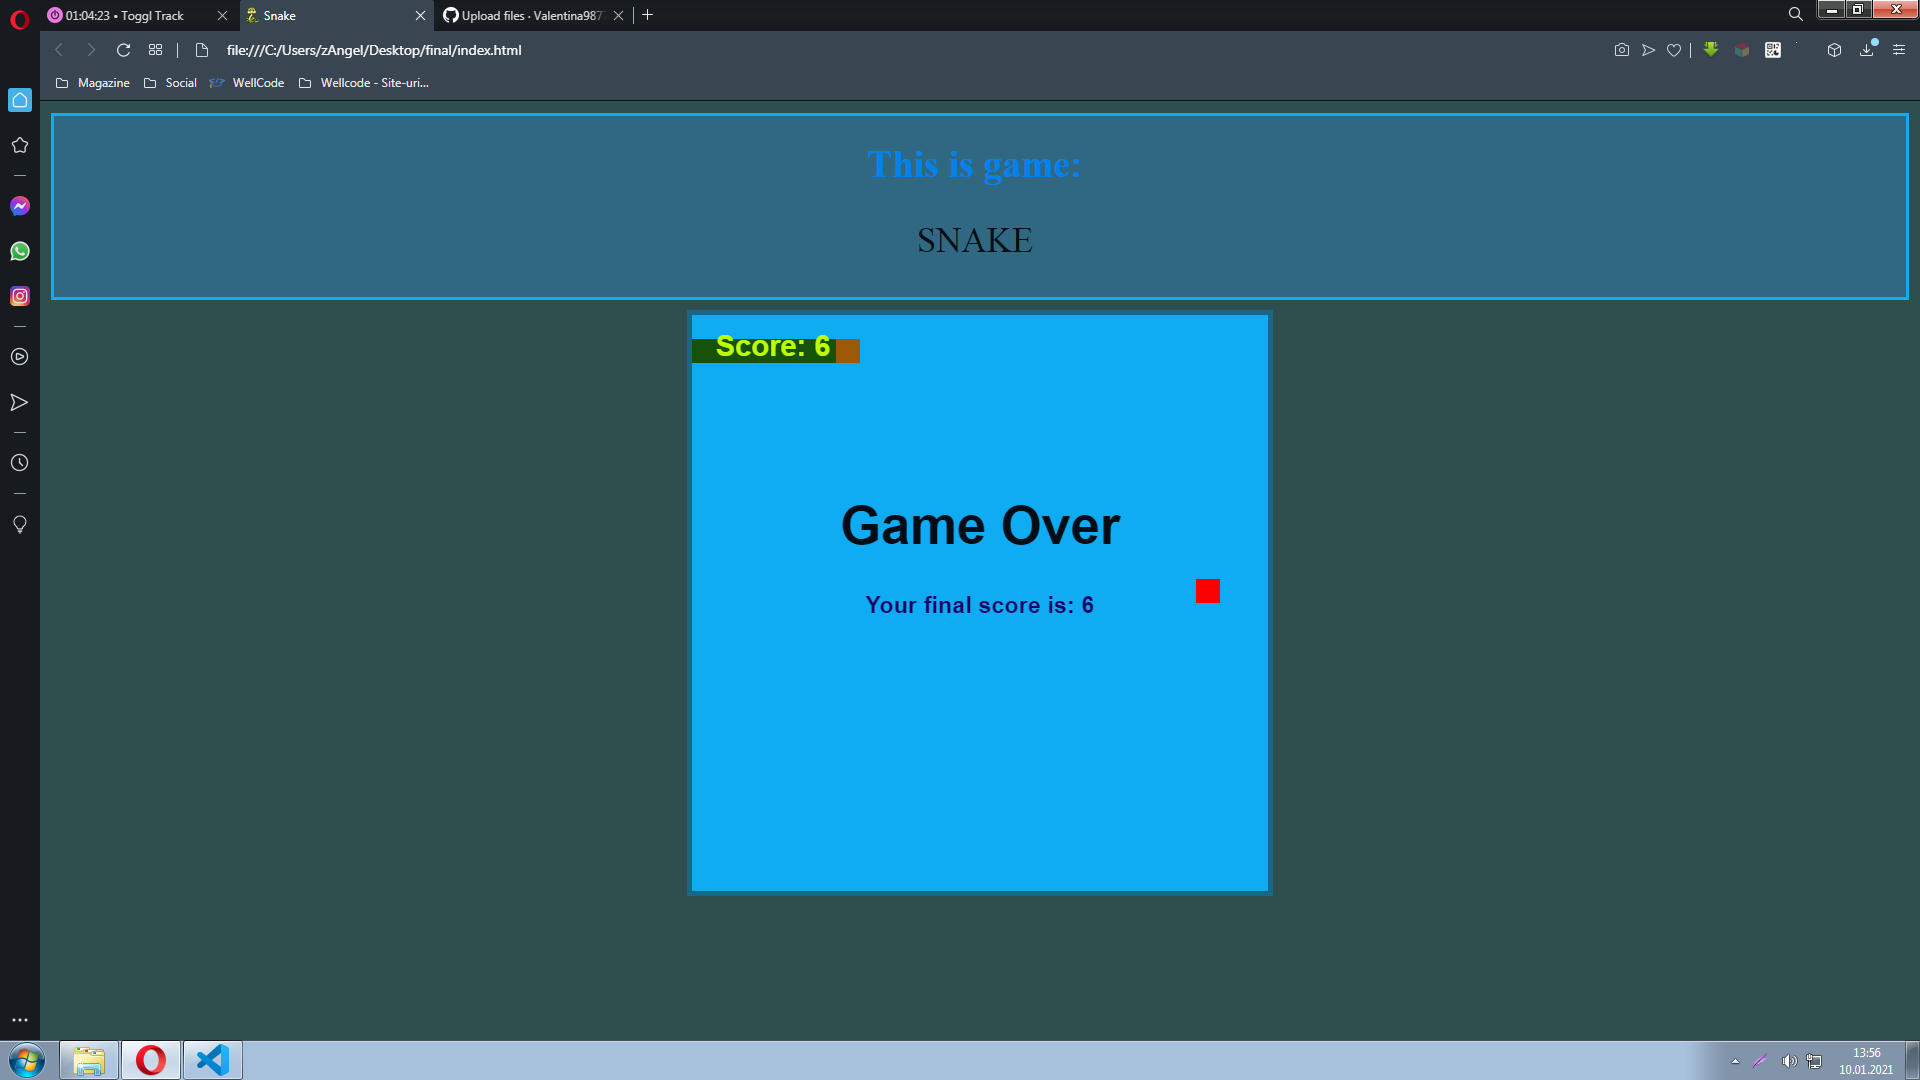 01:04:23 • Toggl Track
Snake
Upload files · Valentina987
file:///C:/Users/zAngel/Desktop/final/index.html
Magazine
Social
WellCode
Wellcode - Site-uri...
This is game:
SNAKE
Score: 6
Game Over
Your final score is: 6
13:56
10.01.2021